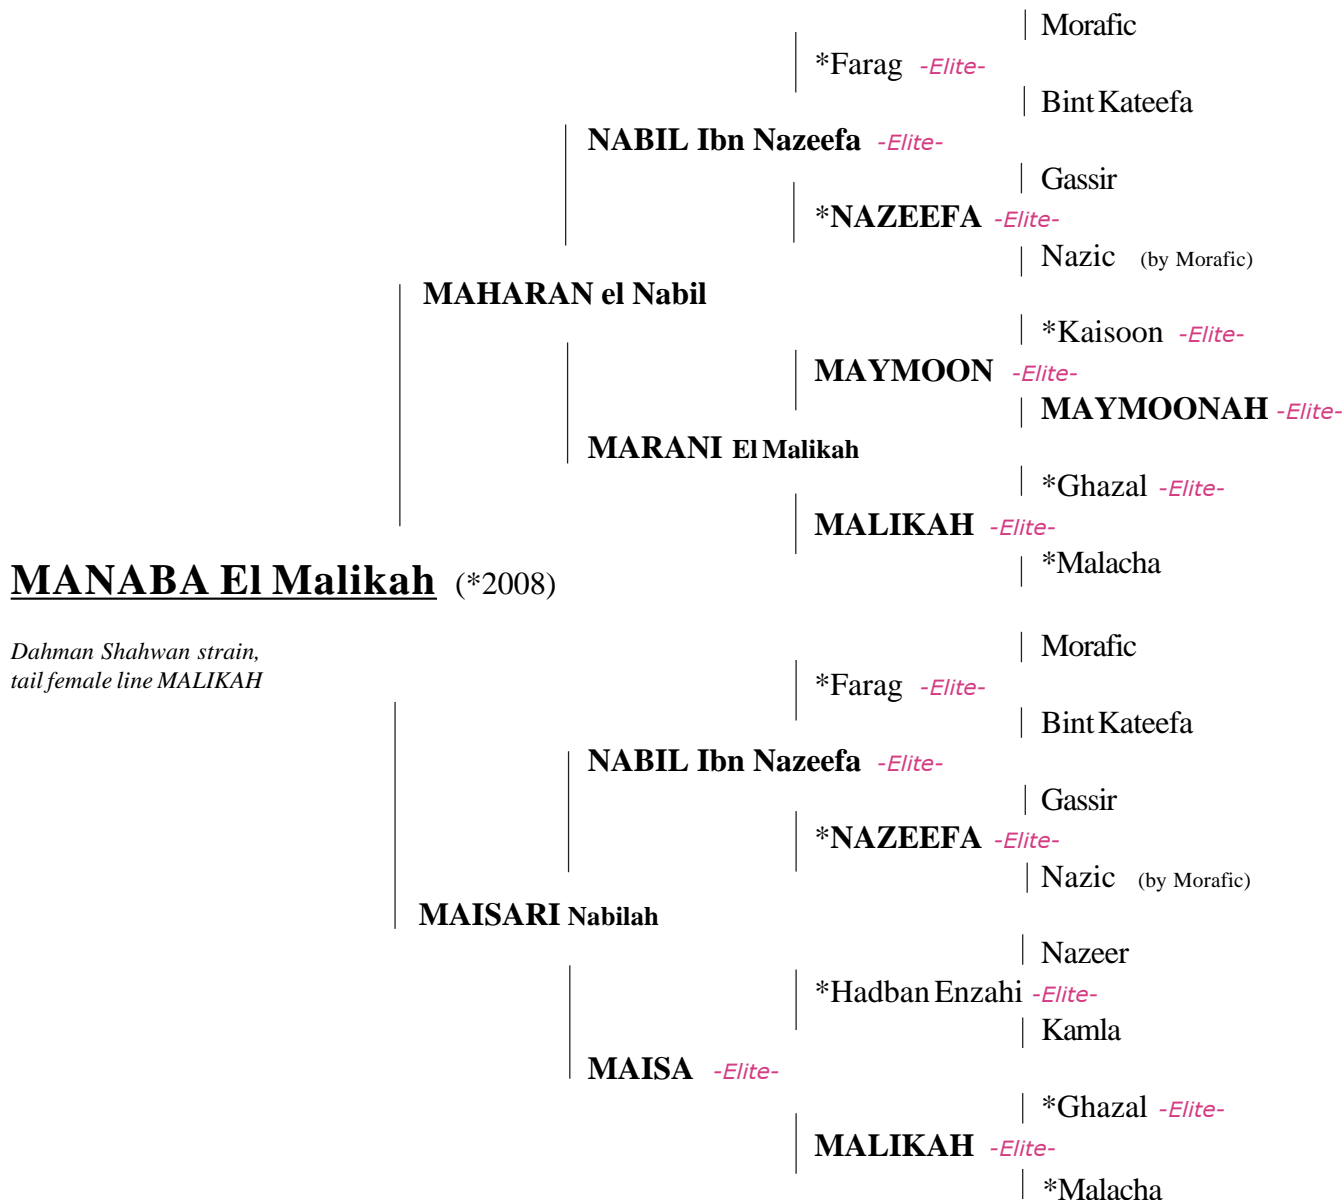 Morafic
*Farag -Elite-
Bint Kateefa
NABIL Ibn Nazeefa -Elite-
Gassir
*NAZEEFA -Elite-
Nazic (by Morafic)
MAHARAN el Nabil
*Kaisoon -Elite-
MAYMOON -Elite-
MAYMOONAH -Elite-
MARANI El Malikah
*Ghazal -Elite-
MALIKAH -Elite-
*Malacha
MANABA El Malikah (*2008)
Dahman Shahwan strain,
tail female line MALIKAH
Morafic
*Farag -Elite-
Bint Kateefa
NABIL Ibn Nazeefa -Elite-
Gassir
*NAZEEFA -Elite-
Nazic (by Morafic)
MAISARI Nabilah
Nazeer
*Hadban Enzahi -Elite-
Kamla
MAISA -Elite-
*Ghazal -Elite-
MALIKAH -Elite-
*Malacha